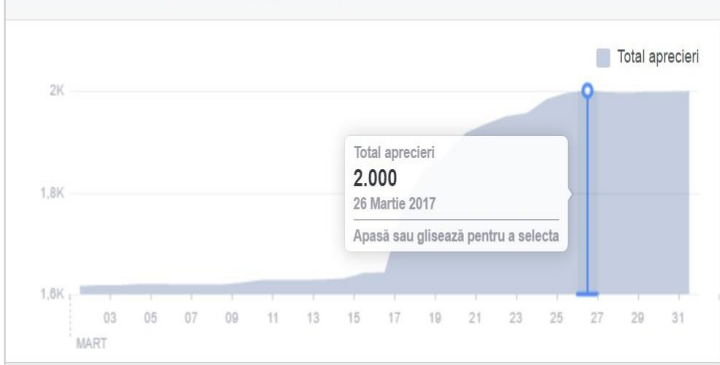 Total aprecieri
2K
Total aprecieri
2.000
26 Martie 2017
Apasă sau glisează pentru a selecta
1,8K
1,6K
03 05 07 09 11 13 15 17 19 21 23 25 27 29 31
MART